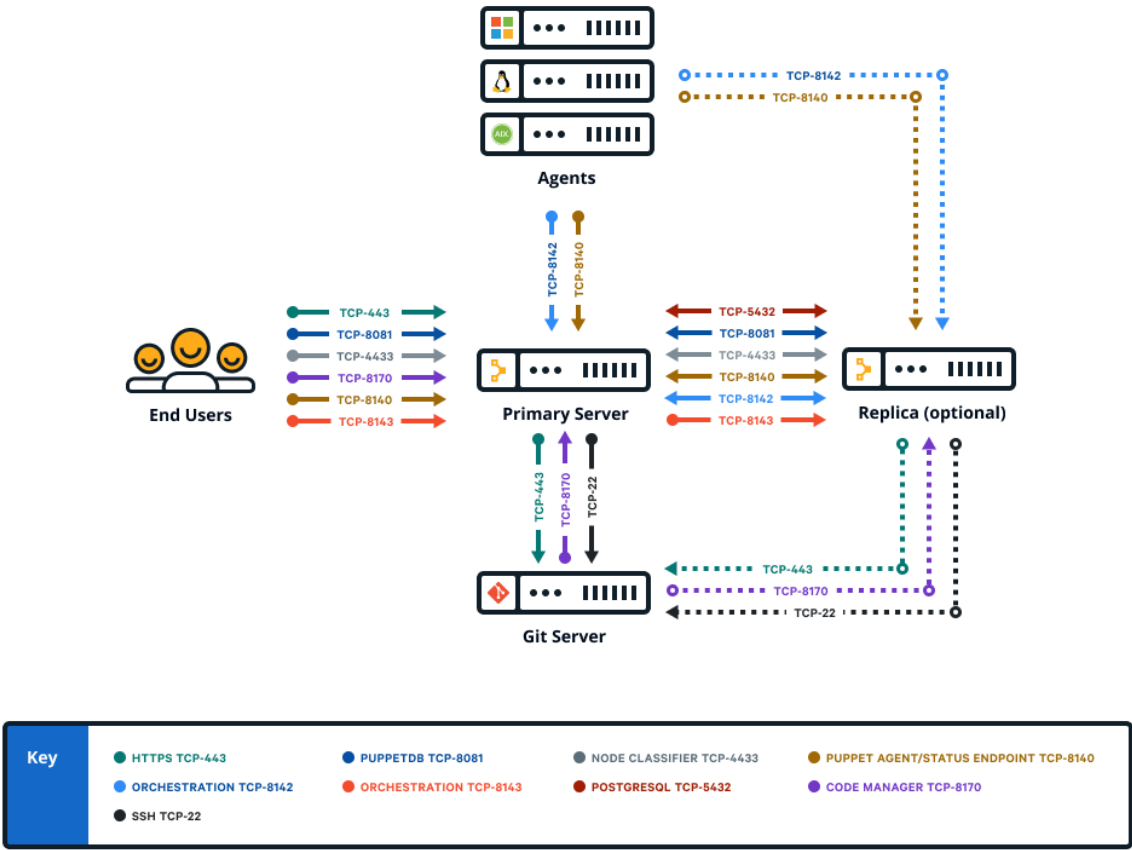 TCP-8142
TCP-8140
AIX
Agents
TCP-8142
TCP-8140
TCP-443
TCP-8081
TCP-4433
TCP-8170
TCP-8140
TCP-8143
TCP-5432
TCP-8081
TCP-4433
TCP-8140
TCP-8142
TCP-8143
End Users
Primary Server
Replica (optional)
TCP-443
TCP-8170
TCP-22
TCP-443
TCP-8170
TCP-22
Git Server
Key
HTTPS TCP-443
PUPPETDB TCP-8081
NODE CLASSIFIER TCP-4433
PUPPET AGENT/STATUS ENDPOINT TCP-8140
ORCHESTRATION TCP-8142
ORCHESTRATION TCP-8143
POSTGRESQL TCP-5432
CODE MANAGER TCP-8170
SSH TCP-22